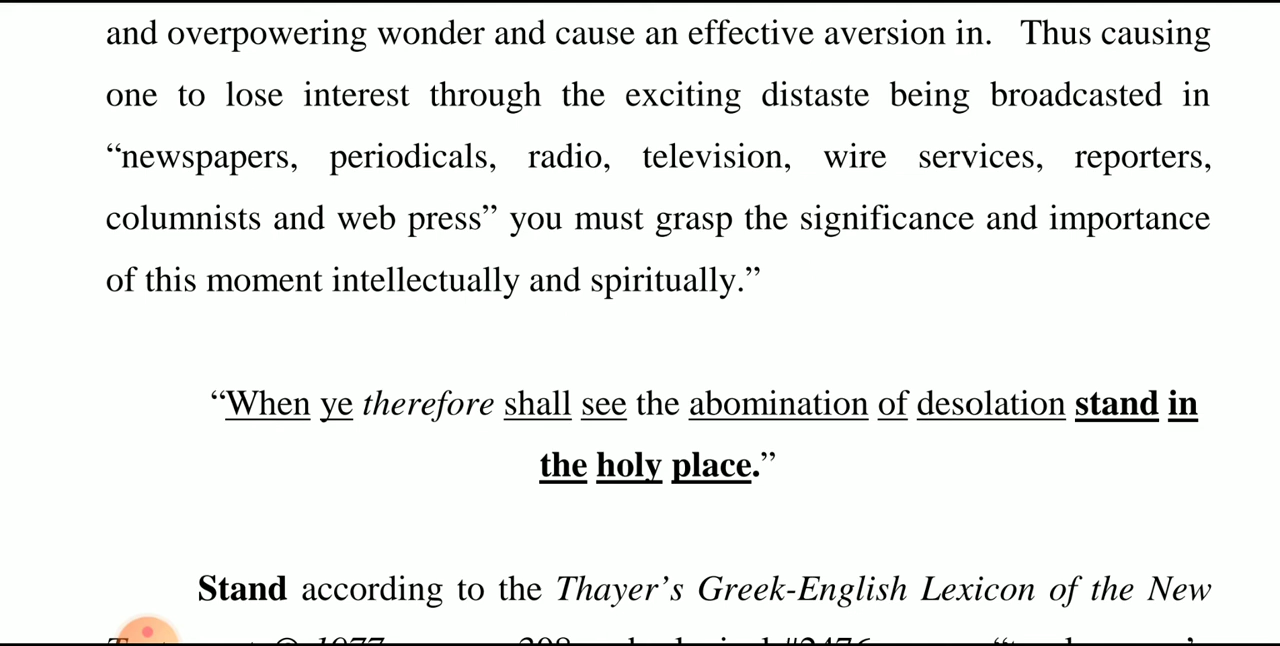 and overpowering wonder and cause an effective aversion in. Thus causing
one to lose interest through the exciting distaste being broadcasted in
“newspapers, periodicals, radio, television, wire services, reporters,
columnists and web press” you must grasp the significance and importance
of this moment intellectually and spiritually.”
“When ye therefore shall see the abomination of desolation stand in
the holy place.”
Stand according to the Thayer’s Greek-English Lexicon of the New